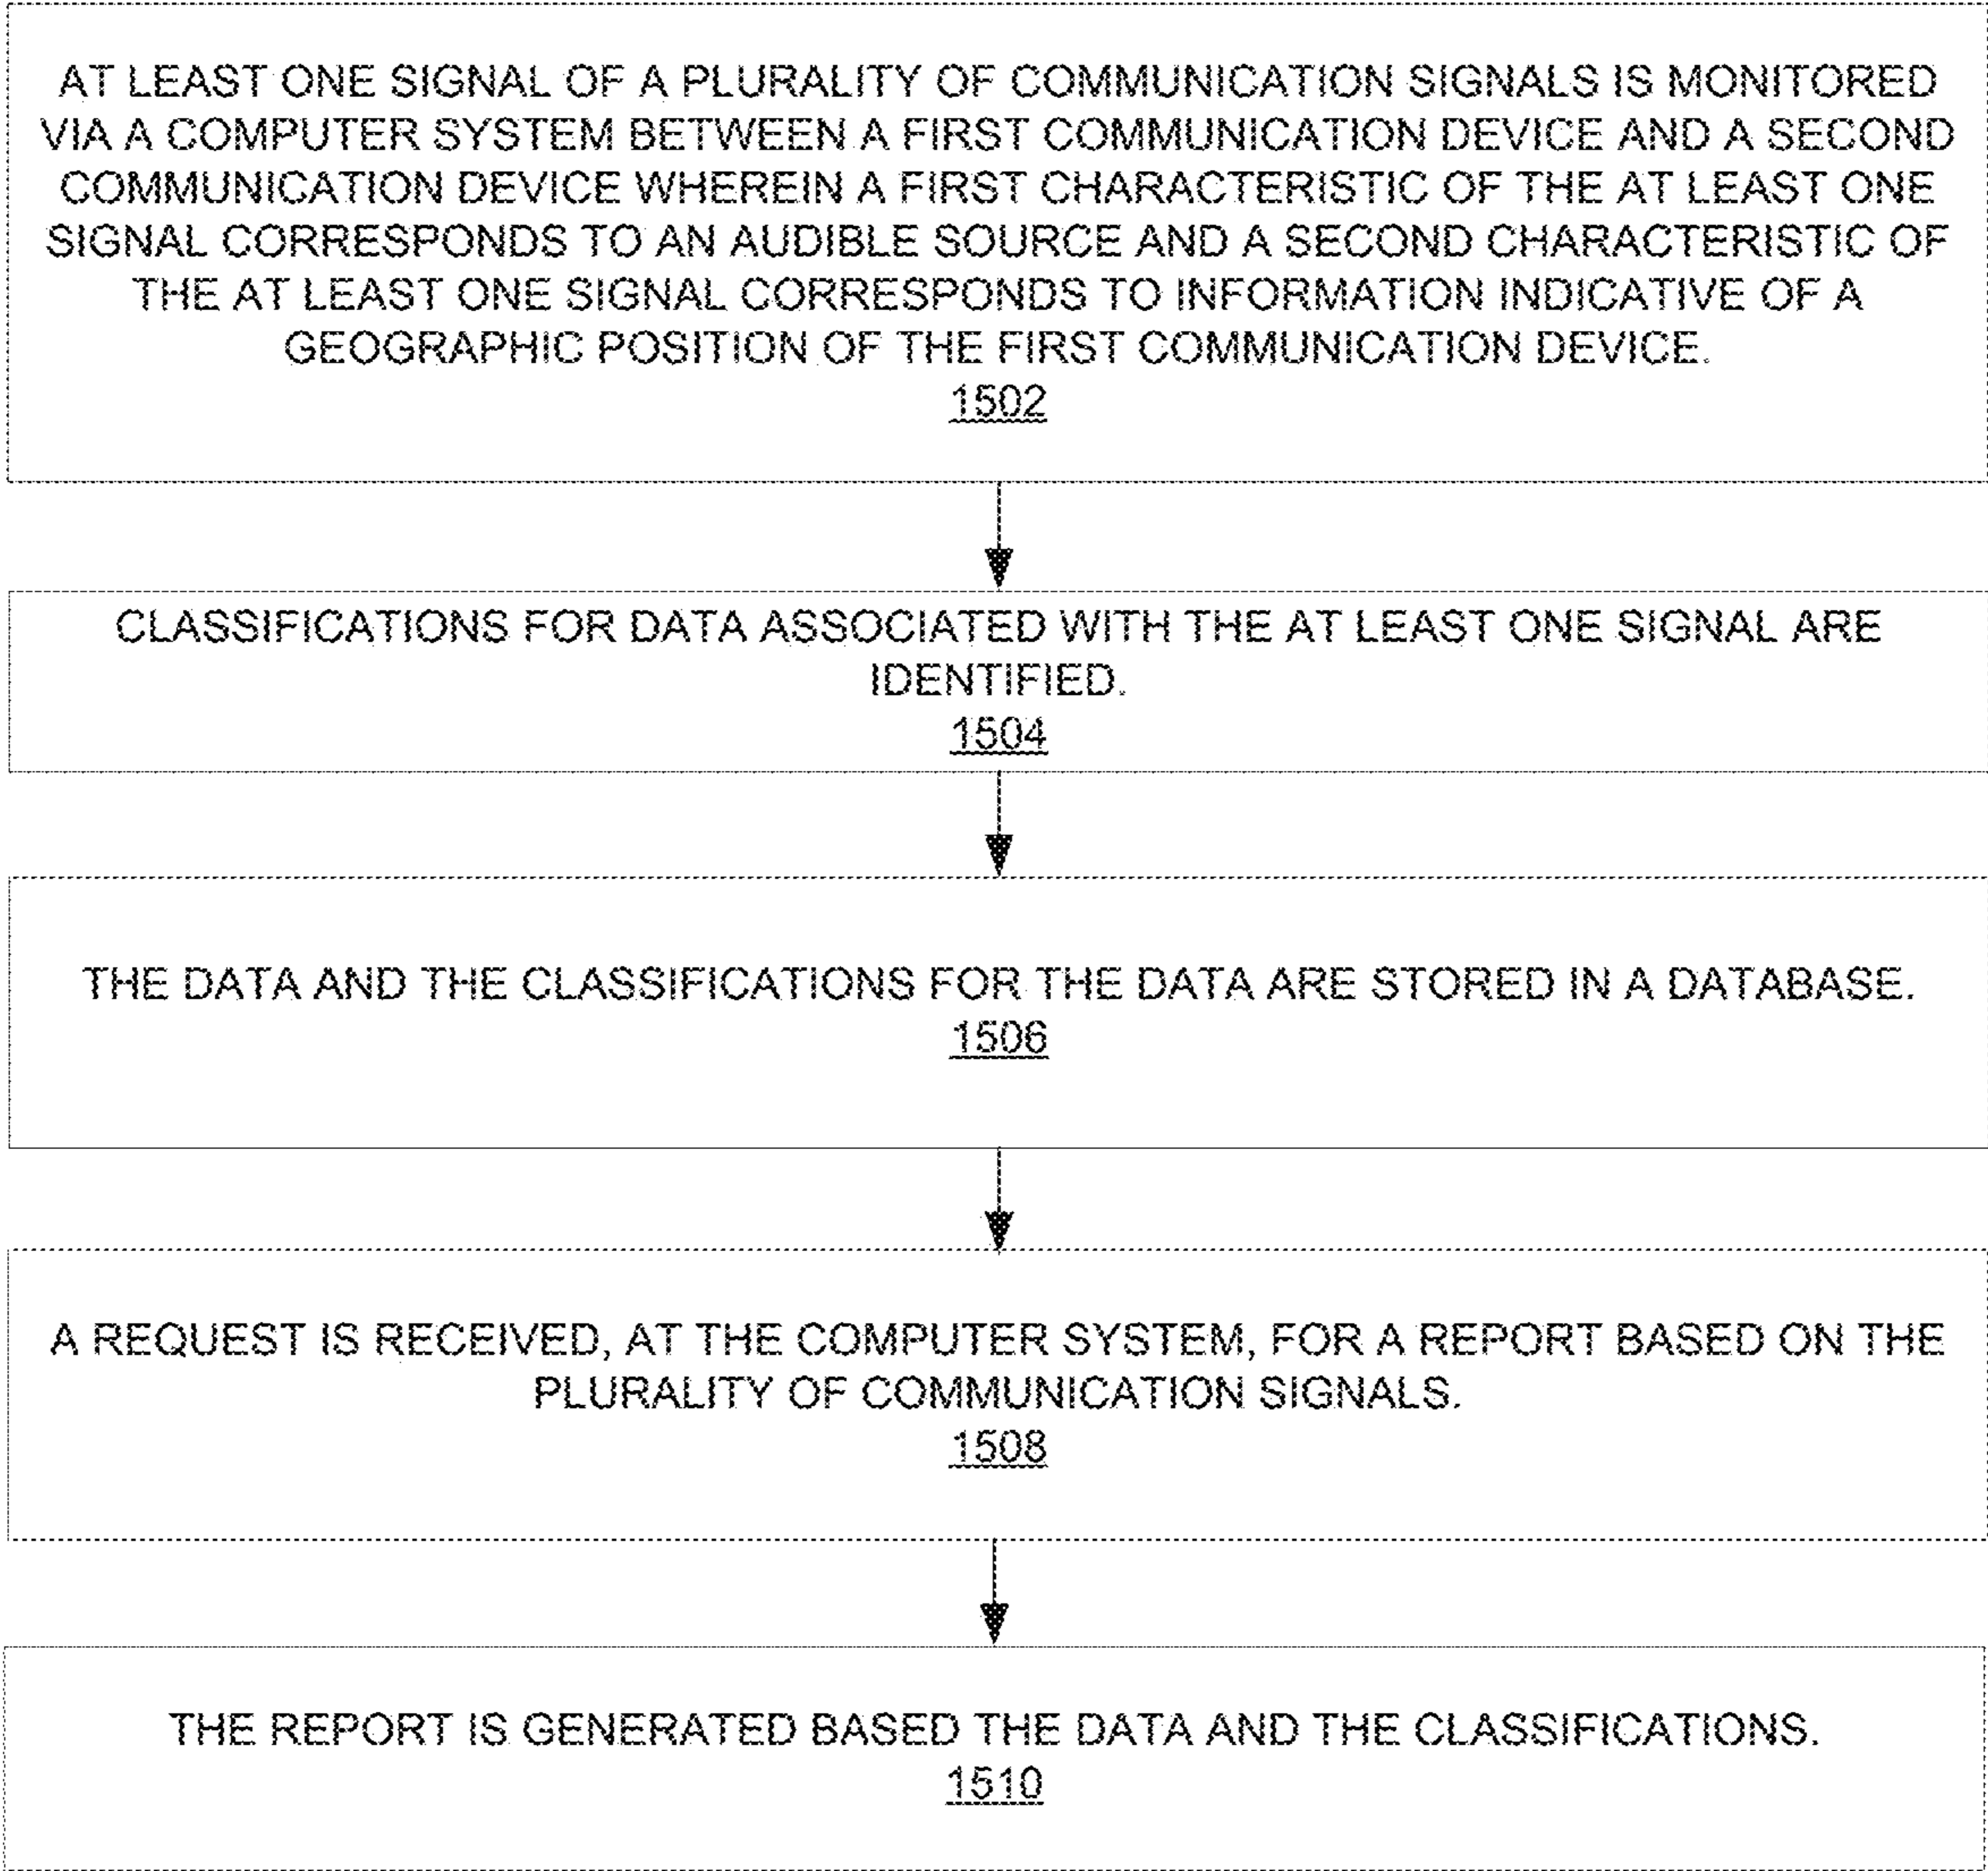 AT LEAST ONE SIGNAL OF A PLURALITY OF COMMUNICATION SIGNALS IS MONITORED
VIA A COMPUTER SYSTEM BETWEEN A FIRST COMMUNICATION DEVICE AND A SECOND
COMMUNICATION DEVICE WHEREIN A FIRST CHARACTERISTIC OF THE AT LEAST ONE
SIGNAL CORRESPONDS TO AN AUDIBLE SOURCE AND A SECOND CHARACTERISTIC OF
THE AT LEAST ONE SIGNAL CORRESPONDS TO INFORMATION INDICATIVE OF A
GEOGRAPHIC POSITION OF THE FIRST COMMUNICATION DEVICE.
1502
CLASSIFICATIONS FOR DATA ASSOCIATED WITH THE AT LEAST ONE SIGNAL ARE
IDENTIFIED.
1504
THE DATA AND THE CLASSIFICATIONS FOR THE DATA ARE STORED IN A DATABASE.
1506
A REQUEST IS RECEIVED, AT THE COMPUTER SYSTEM, FOR A REPORT BASED ON THE
PLURALITY OF COMMUNICATION SIGNALS.
1508
THE REPORT IS GENERATED BASED THE DATA AND THE CLASSIFICATIONS.
1510